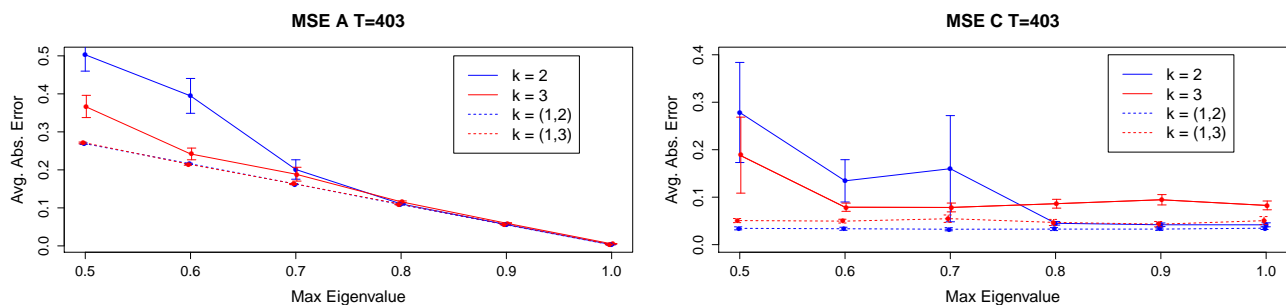 MSE A T=403
Avg. Abs. Error
0.5
0.4
0.3
0.2
0.1
0.0
k = 2
k = 3
k = (1,2)
k = (1,3)
0.5 0.6 0.7 0.8 0.9 1.0
Max Eigenvalue
MSE C T=403
Avg. Abs. Error
0.4
0.3
0.2
0.1
0.0
k = 2
k = 3
k = (1,2)
k = (1,3)
0.5 0.6 0.7 0.8 0.9 1.0
Max Eigenvalue